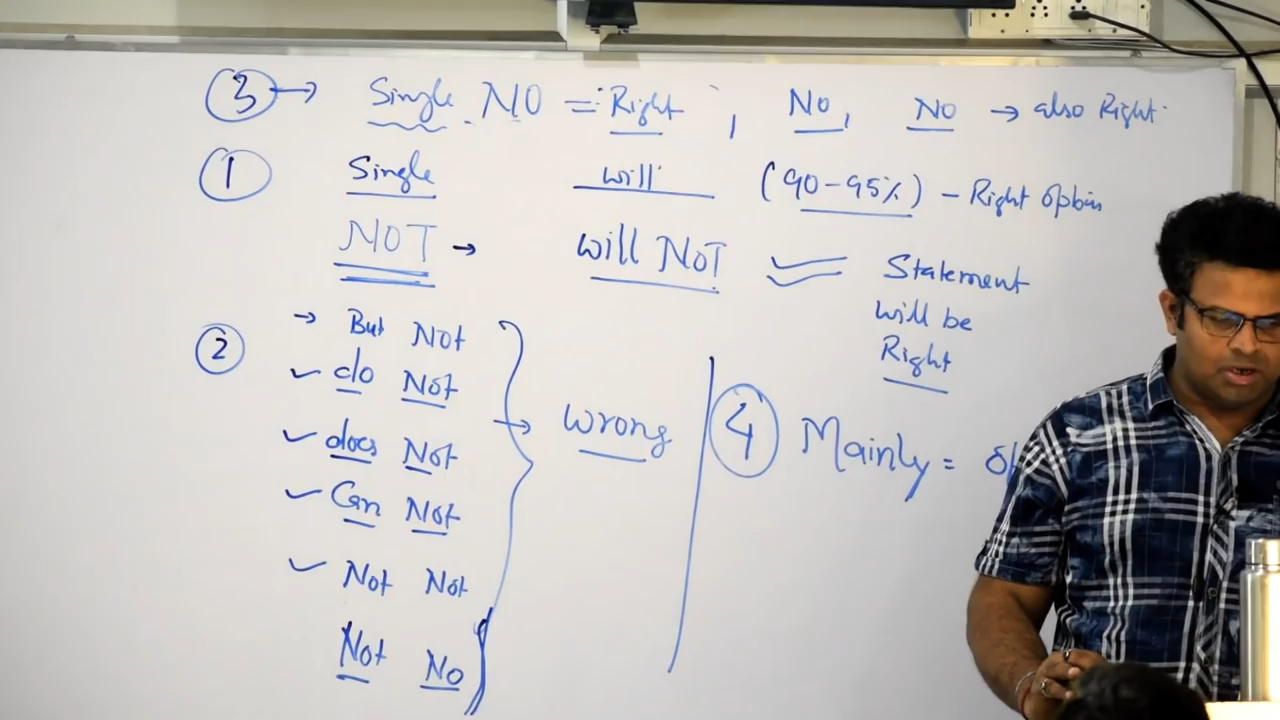 3 → Single NO = Right , No, No → also Right
1 Single will (90-95%) - Right option
NOT → will NOT Statement will be Right
2 → But Not
✓ do Not
✓ does Not
✓ Can Not
✓ Not Not
Not No
→ Wrong
4 Mainly =